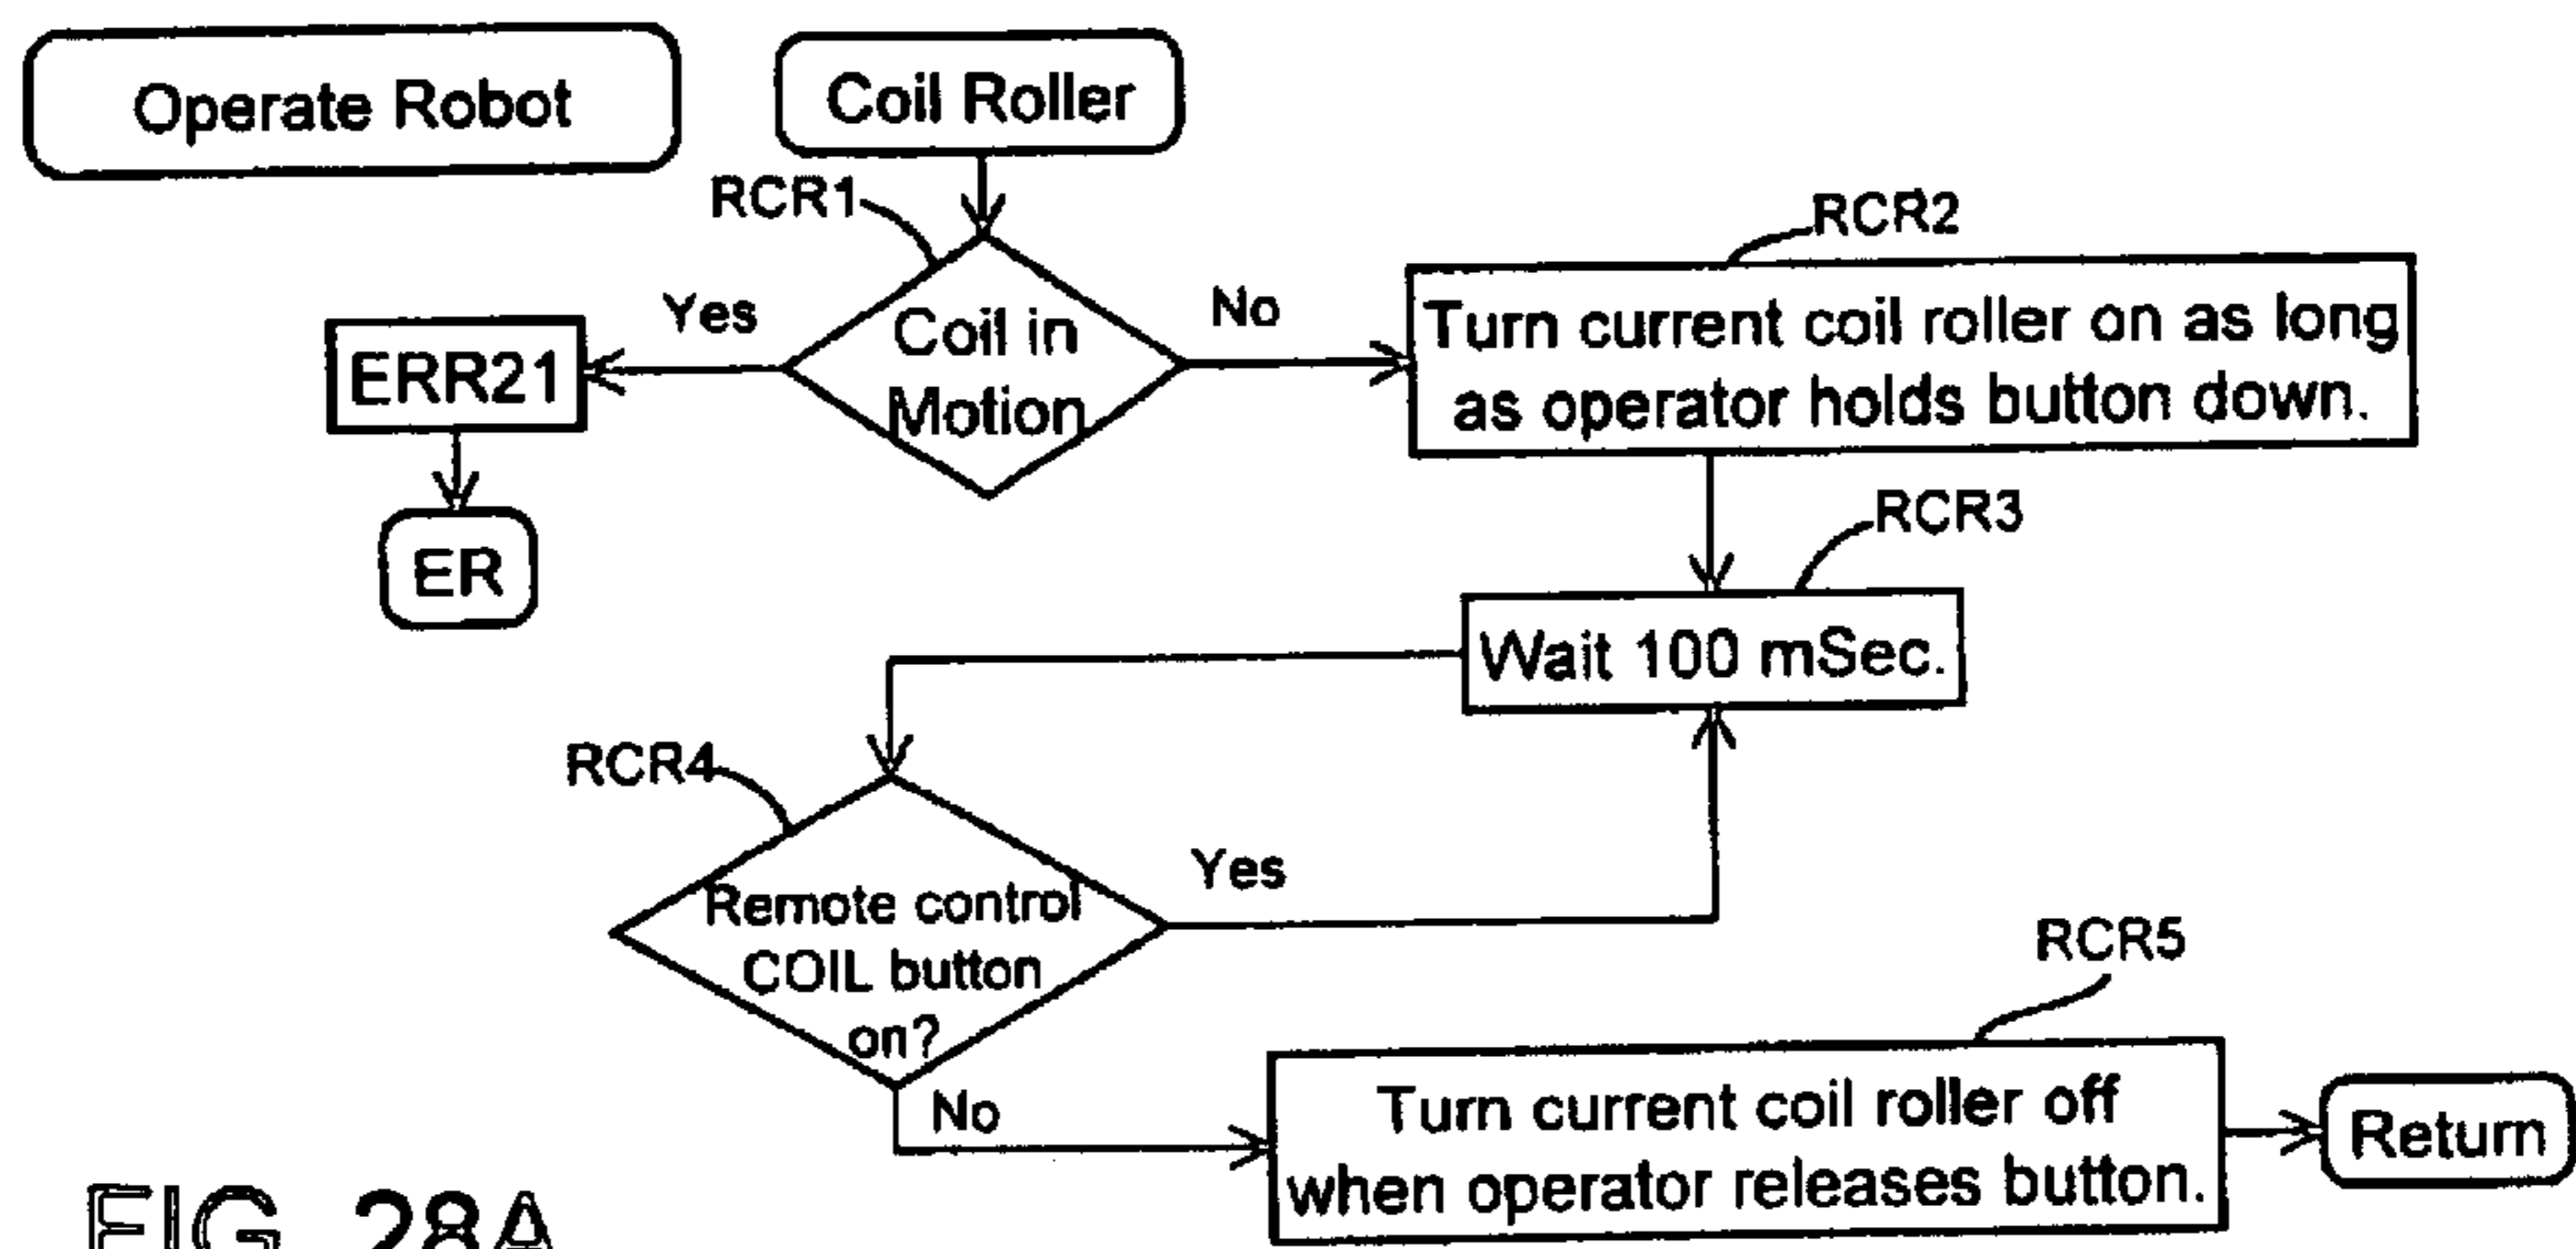 Operate Robot
Coil Roller
RCR1
RCR2
Yes
No
Coil in
Motion
ERR21
Turn current coil roller on as long
as operator holds button down.
ER
RCR3
Wait 100 mSec.
RCR4
Remote control
COIL button
on?
Yes
No
RCR5
Turn current coil roller off
when operator releases button.
Return
FIG. 28A